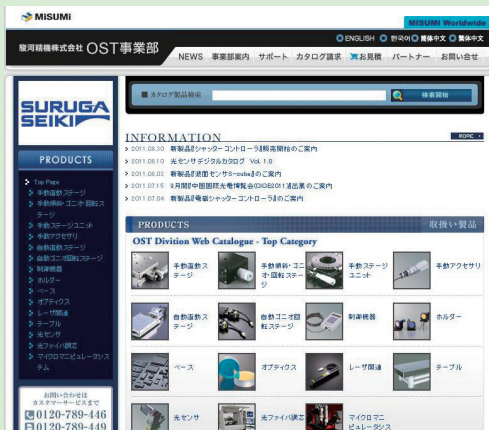 MiSUMi
MISUMI Worldwide
ENGLISH 한국어 簡体中文 繁体中文
駿河精機株式会社 OST事業部
NEWS 事業部案内 サポート カタログ請求 お見積 パートナー お問い合せ
SURUGA
SEIKI
カタログ製品検索
検索開始
INFORMATION
MORE
2011.08.30 新製品『シャッターコントローラ』販売開始のご案内
2011.08.10 光センサデジタルカタログ Vol. 1.0
2011.08.03 新製品『波面センサS-cube』のご案内
2011.07.15 9月開『中国国際光電博覧会(CIOE2011)』出展のご案内
2011.07.04 新製品『電磁シャッターコントローラ』のご案内
PRODUCTS
Top Page
手動直動ステージ
手動傾斜・ゴニオ・回転ス
テージ
手動ステージユニット
手動アクセサリ
自動直動ステージ
自動ゴニオ回転ステージ
制御機器
ホルダー
ベース
オプティクス
レーザ関連
テーブル
光センサ
光ファイバ調芯
マイクロマニピュレータシス
テム
お問い合わせは
カスタマーサービスまで
0120-789-446
0120-789-449
PRODUCTS 取扱い製品
OST Divition Web Catalogue - Top Category
手動直動ス
テージ
手動傾斜・ゴニ
オ・回転ステー
ジ
手動ステージ
ユニット
手動アクセサリ
自動直動ス
テージ
自動ゴニオ回
転ステージ
制御機器
ホルダー
ベース
オプティクス
レーザ関連
テーブル
光センサ
光ファイバ調芯
マイクロマニ
ピュレータシス